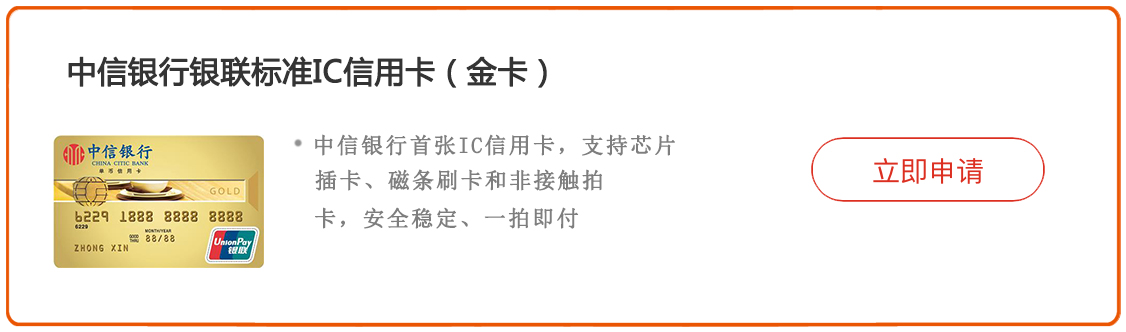 中信银行银联标准IC信用卡（金卡）
中信银行
CHINA CITIC BANK
单币信用卡
GOLD
6229 1888 8888 8888
6229
MONTH/YEAR
GOOD THRU
88/88
ZHONG XIN
UnionPay
银联
• 中信银行首张IC信用卡，支持芯片
插卡、磁条刷卡和非接触拍
卡，安全稳定、一拍即付
立即申请